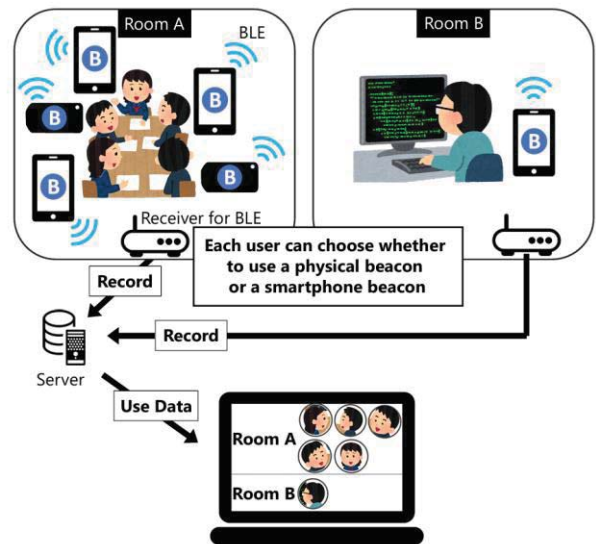 Room A
Room B
BLE
B
B
B
B
B
B
Receiver for BLE
Each user can choose whether
to use a physical beacon
or a smartphone beacon
Record
Record
Server
Use Data
Room A
Room B